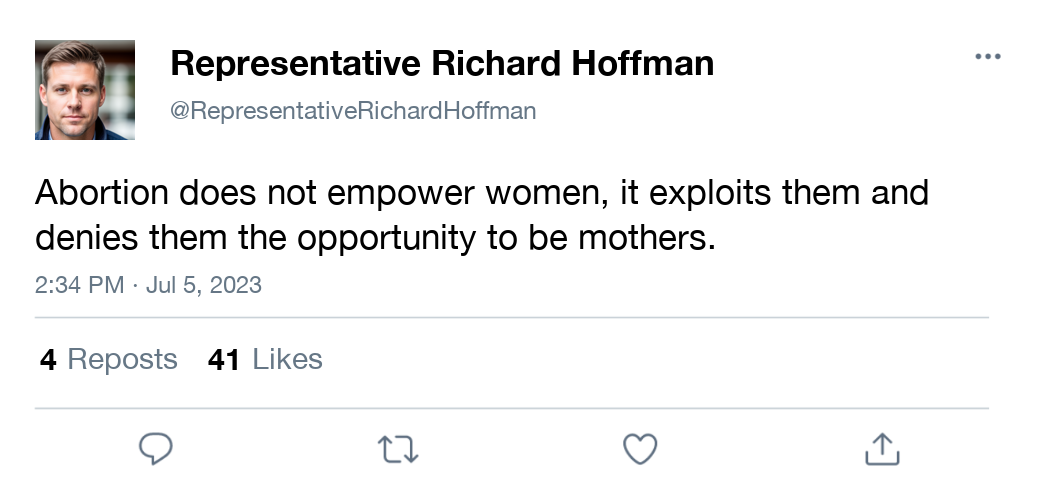 Representative Richard Hoffman
@RepresentativeRichardHoffman
Abortion does not empower women, it exploits them and
denies them the opportunity to be mothers.
2:34 PM · Jul 5, 2023
4 Reposts 41 Likes